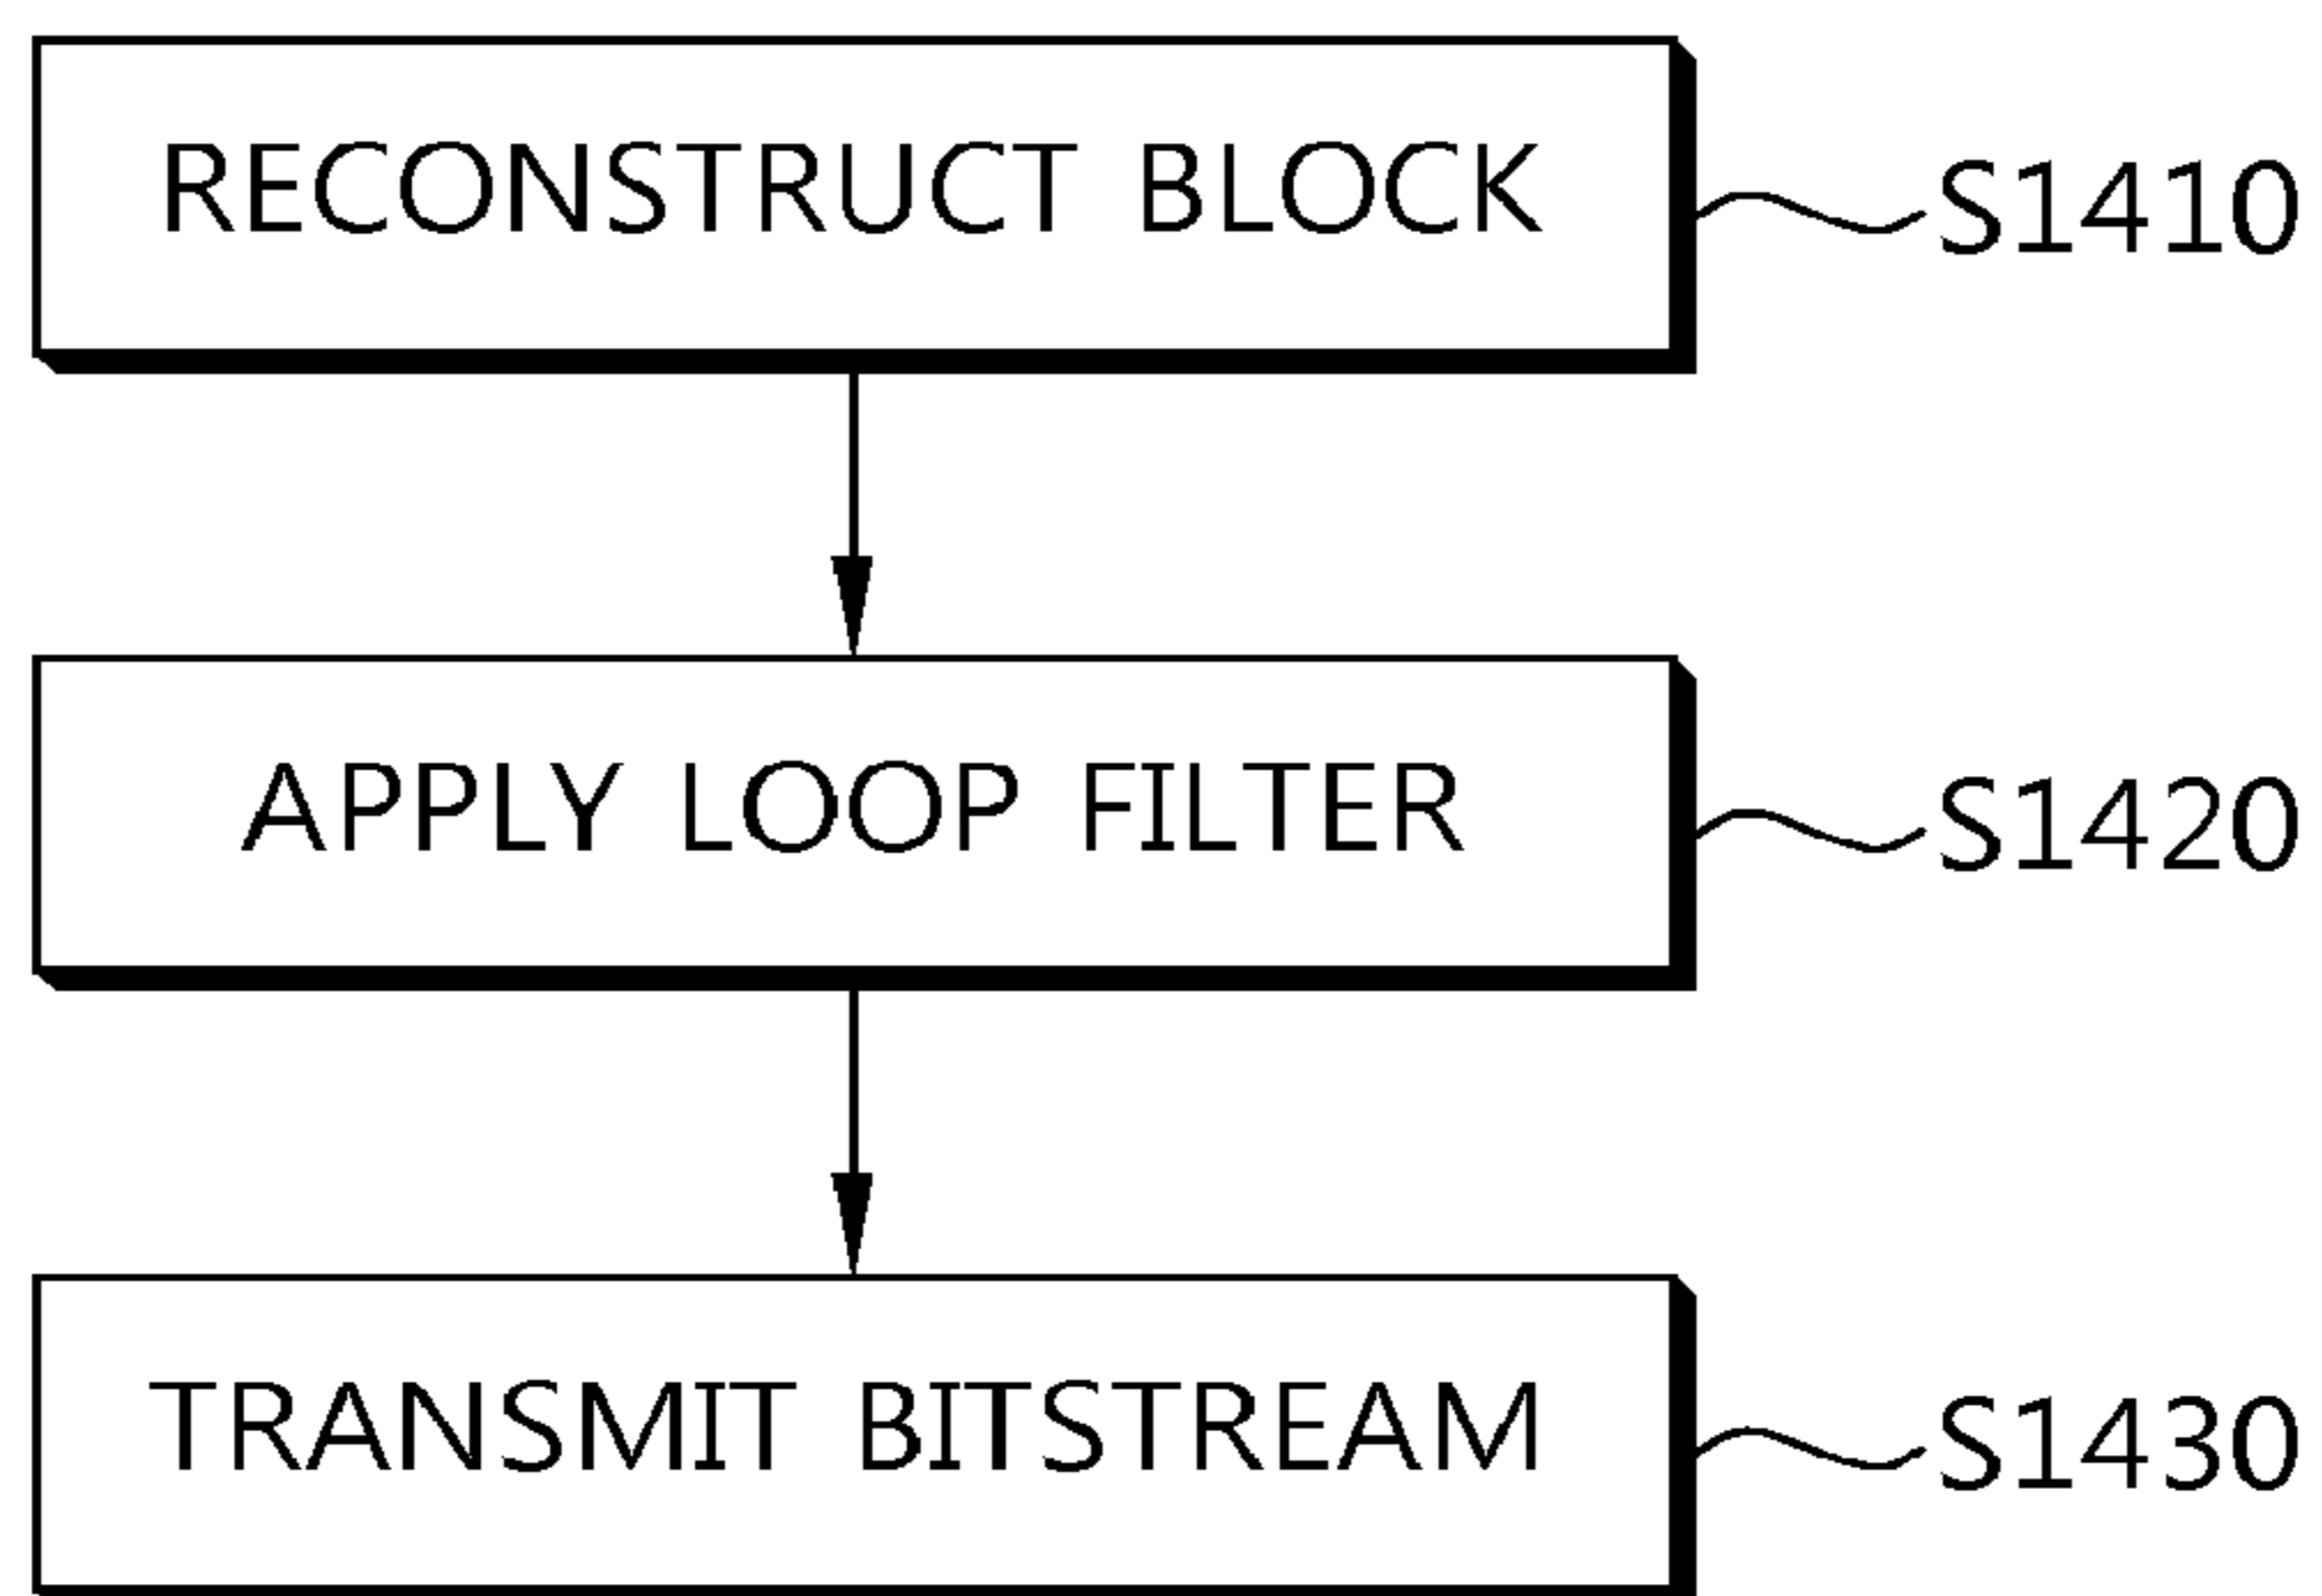 RECONSTRUCT BLOCK
S1410
APPLY LOOP FILTER
S1420
TRANSMIT BITSTREAM
S1430